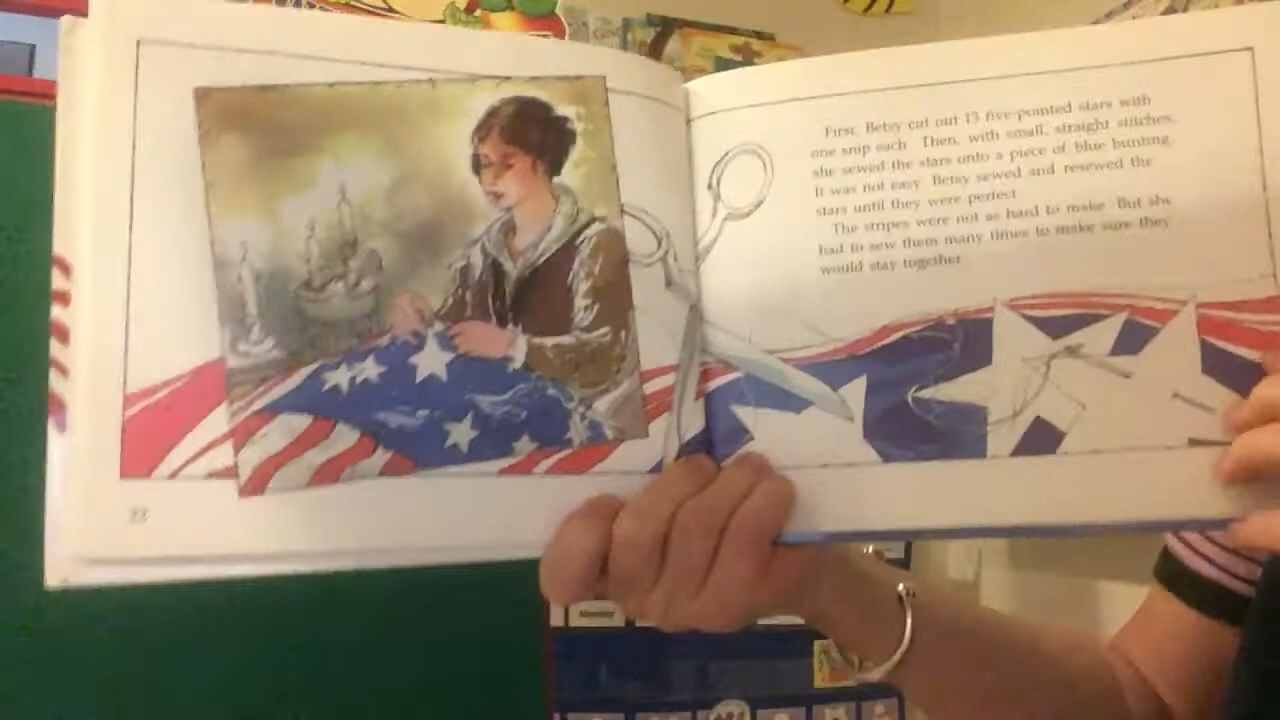 First, Betsy cut out 13 five-pointed stars with
one snip each. Then, with small, straight stitches,
she sewed the stars onto a piece of blue bunting.
It was not easy. Betsy sewed and resewed the
stars until they were perfect.
The stripes were not as hard to make. But she
had to sew them many times to make sure they
would stay together.
22
Monday